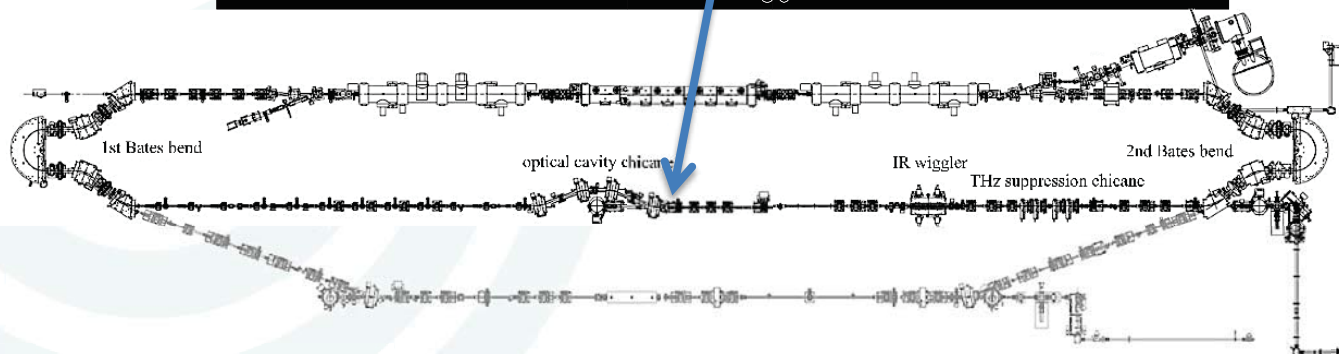 1st Bates bend
optical cavity chicane
IR wiggler
2nd Bates bend
THz suppression chicane